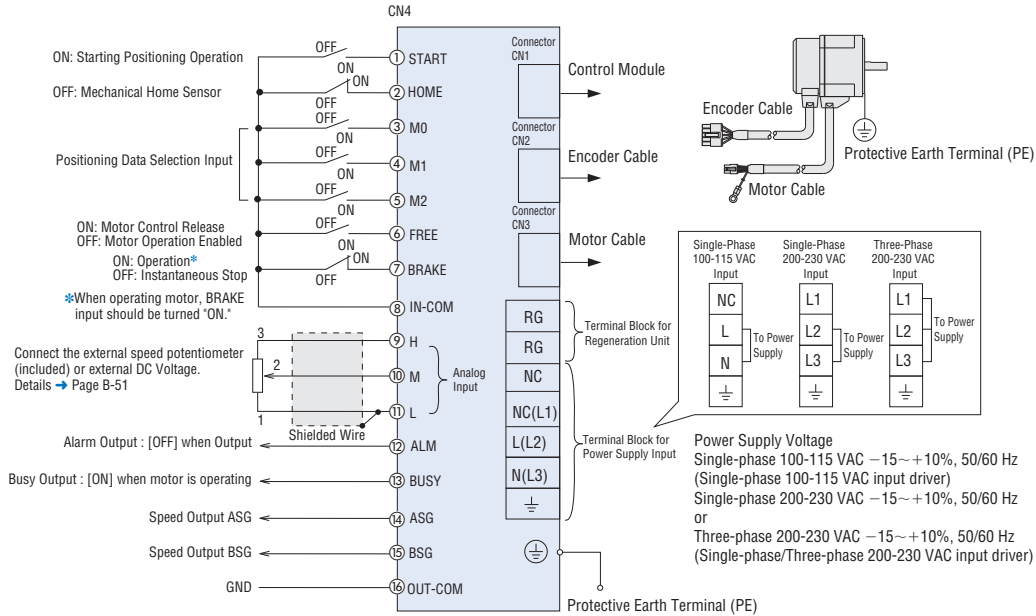 CN4
ON: Starting Positioning Operation
OFF
ON
① START
OFF: Mechanical Home Sensor
ON
OFF
② HOME
Positioning Data Selection Input
OFF
ON
③ M0
OFF
ON
④ M1
OFF
ON
⑤ M2
ON: Motor Control Release
OFF: Motor Operation Enabled
OFF
ON
⑥ FREE
ON: Operation*
OFF: Instantaneous Stop
ON
OFF
⑦ BRAKE
*When operating motor, BRAKE
input should be turned "ON."
⑧ IN-COM
Connect the external speed potentiometer
(included) or external DC Voltage.
Details → Page B-51
3
2
1
Shielded Wire
⑨ H
⑩ M
⑪ L
Analog
Input
Alarm Output : [OFF] when Output
⑫ ALM
Busy Output : [ON] when motor is operating
⑬ BUSY
Speed Output ASG
⑭ ASG
Speed Output BSG
⑮ BSG
GND
⑯ OUT-COM
Connector
CN1
Control Module
Connector
CN2
Encoder Cable
Connector
CN3
Motor Cable
RG
RG
Terminal Block for
Regeneration Unit
NC
NC(L1)
L(L2)
N(L3)
Terminal Block for
Power Supply Input
Protective Earth Terminal (PE)
Encoder Cable
Motor Cable
Protective Earth Terminal (PE)
Single-Phase
100-115 VAC
Input
NC
L
N
To Power
Supply
Single-Phase
200-230 VAC
Input
L1
L2
L3
To Power
Supply
Three-Phase
200-230 VAC
Input
L1
L2
L3
To Power
Supply
Power Supply Voltage
Single-phase 100-115 VAC −15~+10%, 50/60 Hz
(Single-phase 100-115 VAC input driver)
Single-phase 200-230 VAC −15~+10%, 50/60 Hz
or
Three-phase 200-230 VAC −15~+10%, 50/60 Hz
(Single-phase/Three-phase 200-230 VAC input driver)